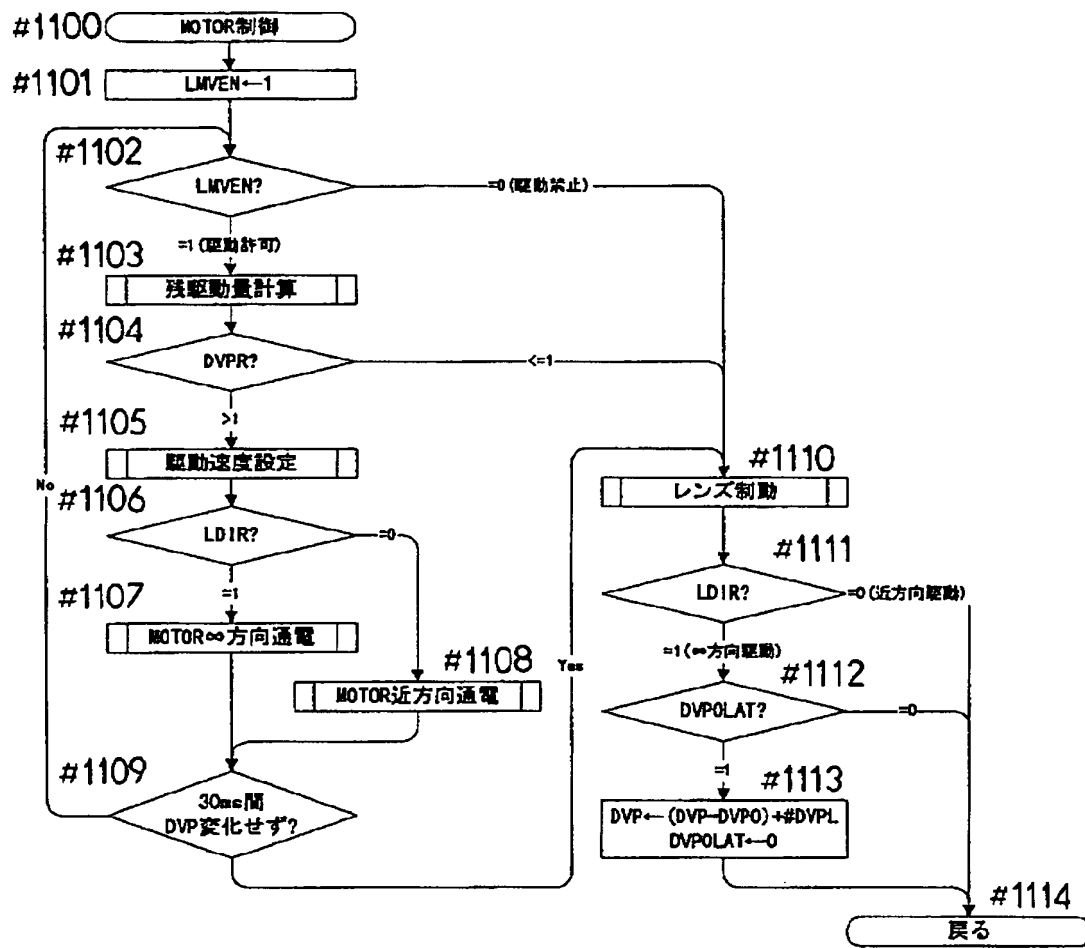 #1100
MOTOR制御
#1101
LMVEN←1
#1102
LMVEN?
=0(駆動禁止)
=1(駆動許可)
#1103
残駆動量計算
#1104
DVPR?
<=1
>1
#1105
駆動速度設定
No
#1106
LDIR?
=0
=1
#1107
MOTOR∞方向通電
#1108
MOTOR近方向通電
#1109
30ms間
DVP変化せず?
Yes
#1110
レンズ制動
#1111
LDIR?
=0(近方向駆動)
=1(∞方向駆動)
#1112
DVPOLAT?
=0
=1
#1113
DVP←(DVP-DVPO)+#DVPL
DVPOLAT←0
#1114
戻る